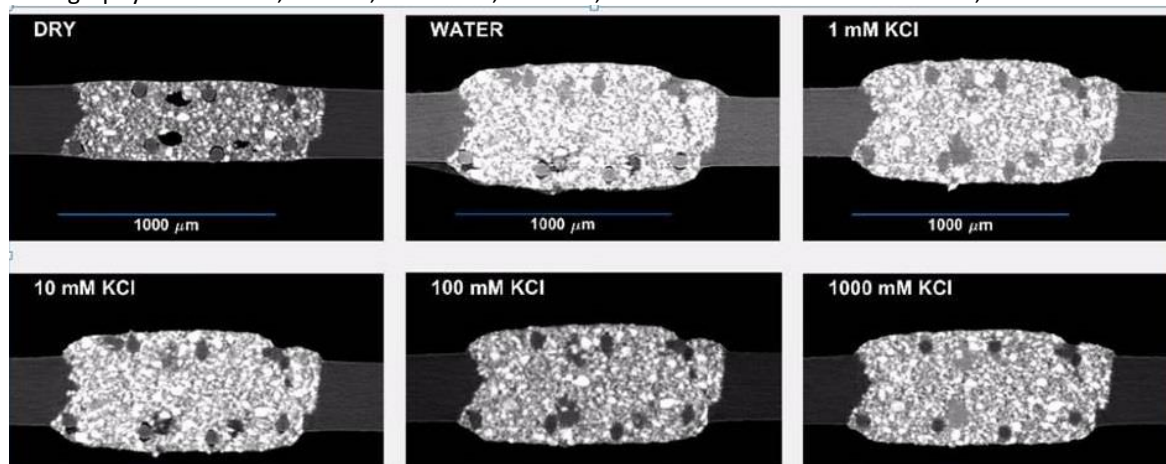 DRY
WATER
1 mM KCl
1000 μm
1000 μm
1000 μm
10 mM KCl
100 mM KCl
1000 mM KCl